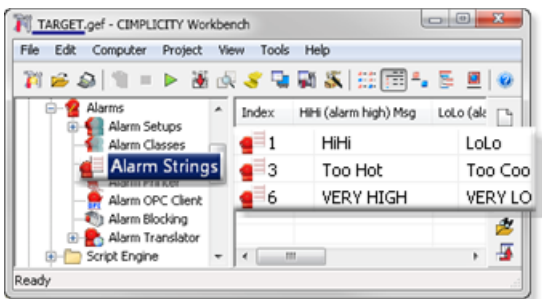 TARGET.gef - CIMPLICITY Workbench
File Edit Computer Project View Tools Help
Alarms
Alarm Setups
Alarm Classes
Alarm Strings
Alarm Printer
Alarm OPC Client
Alarm Blocking
Alarm Translator
Script Engine
Index HiHi (alarm high) Msg LoLo (ala
1 HiHi LoLo
3 Too Hot Too Coo
6 VERY HIGH VERY LO
Ready